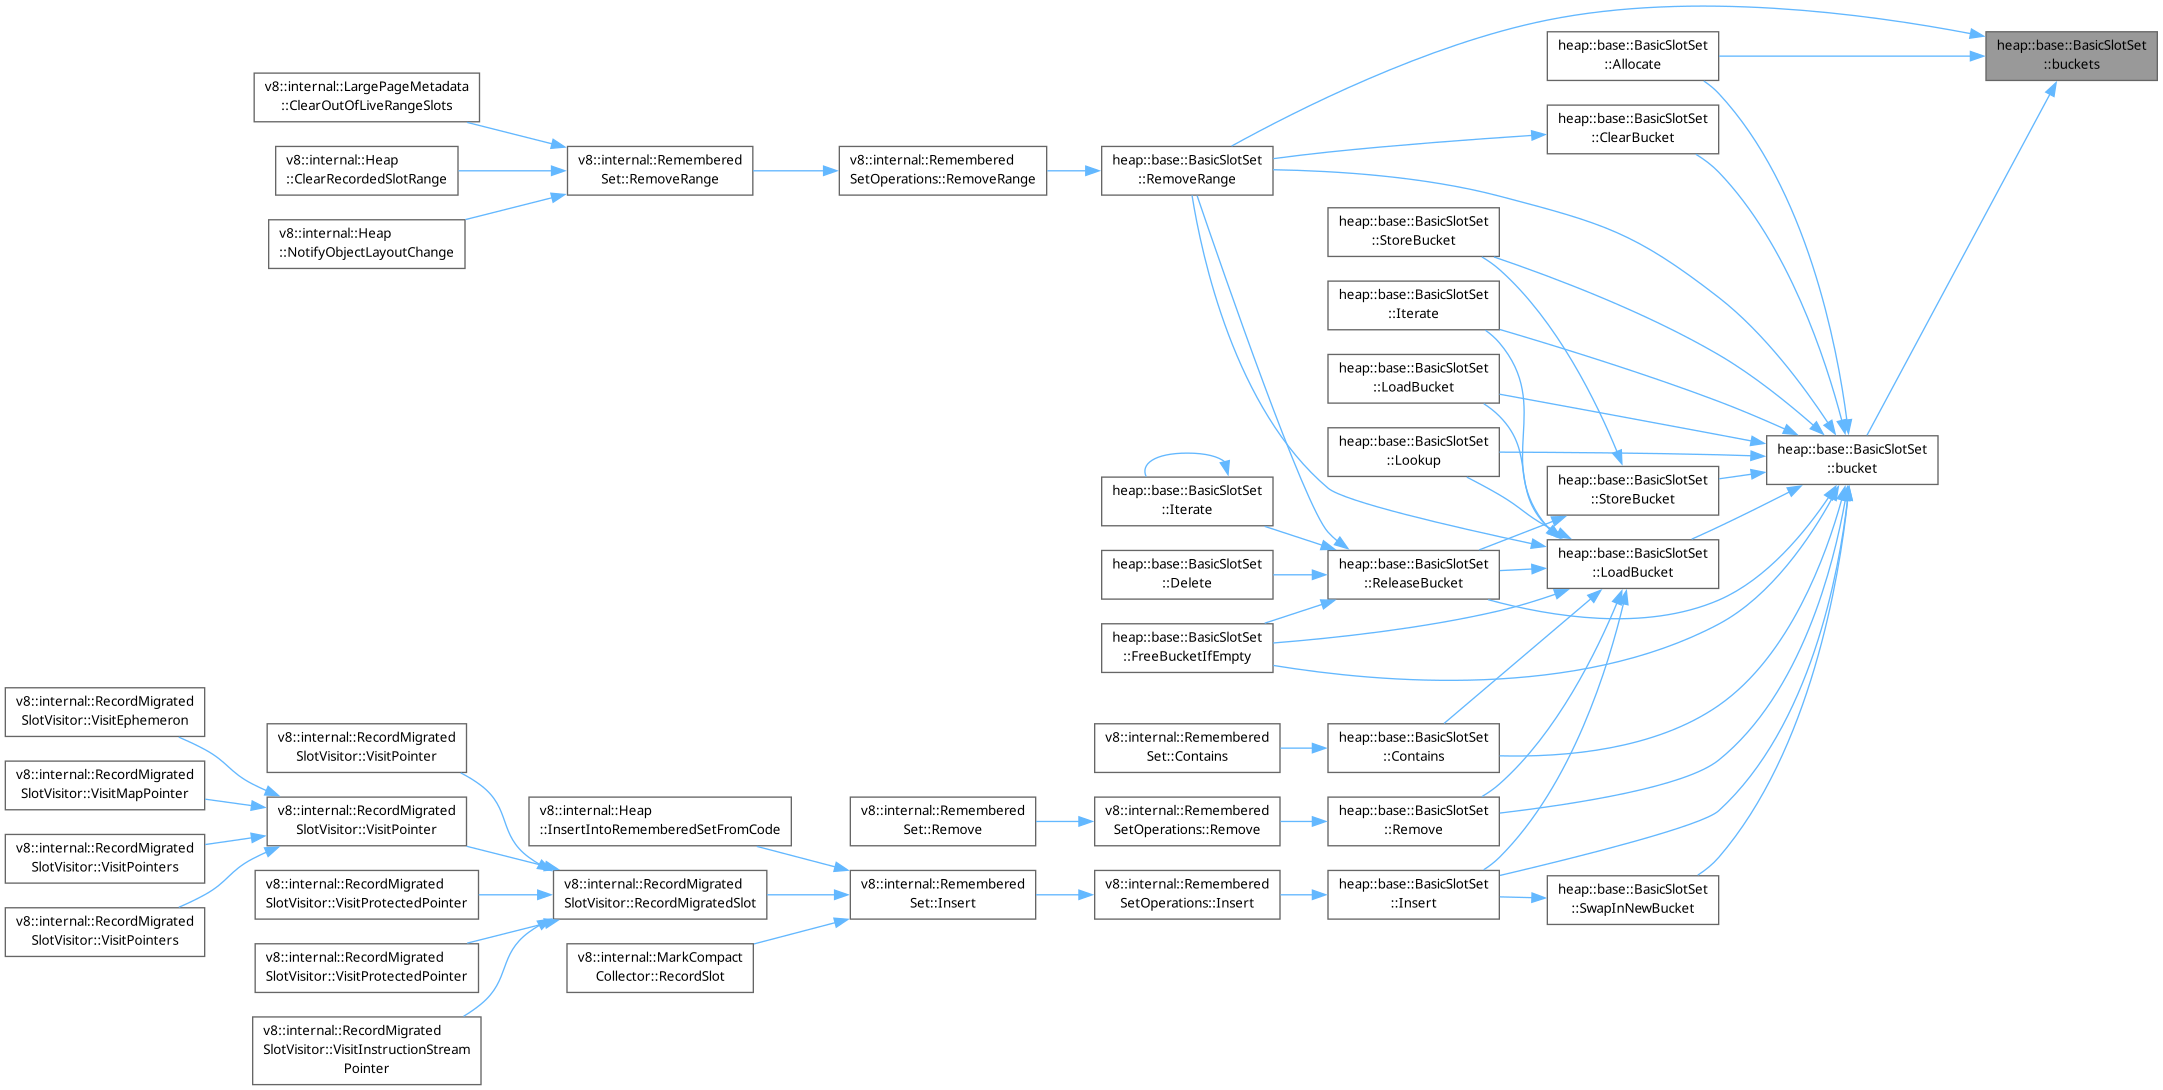 heap::base::BasicSlotSet
::buckets
heap::base::BasicSlotSet
::Allocate
v8::internal::LargePageMetadata
::ClearOutOfLiveRangeSlots
heap::base::BasicSlotSet
::ClearBucket
v8::internal::Heap
::ClearRecordedSlotRange
v8::internal::Remembered
Set::RemoveRange
v8::internal::Remembered
SetOperations::RemoveRange
heap::base::BasicSlotSet
::RemoveRange
v8::internal::Heap
::NotifyObjectLayoutChange
heap::base::BasicSlotSet
::StoreBucket
heap::base::BasicSlotSet
::Iterate
heap::base::BasicSlotSet
::LoadBucket
heap::base::BasicSlotSet
::Lookup
heap::base::BasicSlotSet
::bucket
heap::base::BasicSlotSet
::StoreBucket
heap::base::BasicSlotSet
::Iterate
heap::base::BasicSlotSet
::LoadBucket
heap::base::BasicSlotSet
::Delete
heap::base::BasicSlotSet
::ReleaseBucket
heap::base::BasicSlotSet
::FreeBucketIfEmpty
v8::internal::RecordMigrated
SlotVisitor::VisitEphemeron
v8::internal::RecordMigrated
SlotVisitor::VisitPointer
v8::internal::Remembered
Set::Contains
heap::base::BasicSlotSet
::Contains
v8::internal::RecordMigrated
SlotVisitor::VisitMapPointer
v8::internal::RecordMigrated
SlotVisitor::VisitPointer
v8::internal::Heap
::InsertIntoRememberedSetFromCode
v8::internal::Remembered
Set::Remove
v8::internal::Remembered
SetOperations::Remove
heap::base::BasicSlotSet
::Remove
v8::internal::RecordMigrated
SlotVisitor::VisitPointers
v8::internal::RecordMigrated
SlotVisitor::VisitProtectedPointer
v8::internal::RecordMigrated
SlotVisitor::RecordMigratedSlot
v8::internal::Remembered
Set::Insert
v8::internal::Remembered
SetOperations::Insert
heap::base::BasicSlotSet
::Insert
heap::base::BasicSlotSet
::SwapInNewBucket
v8::internal::RecordMigrated
SlotVisitor::VisitPointers
v8::internal::RecordMigrated
SlotVisitor::VisitProtectedPointer
v8::internal::MarkCompact
Collector::RecordSlot
v8::internal::RecordMigrated
SlotVisitor::VisitInstructionStream
Pointer